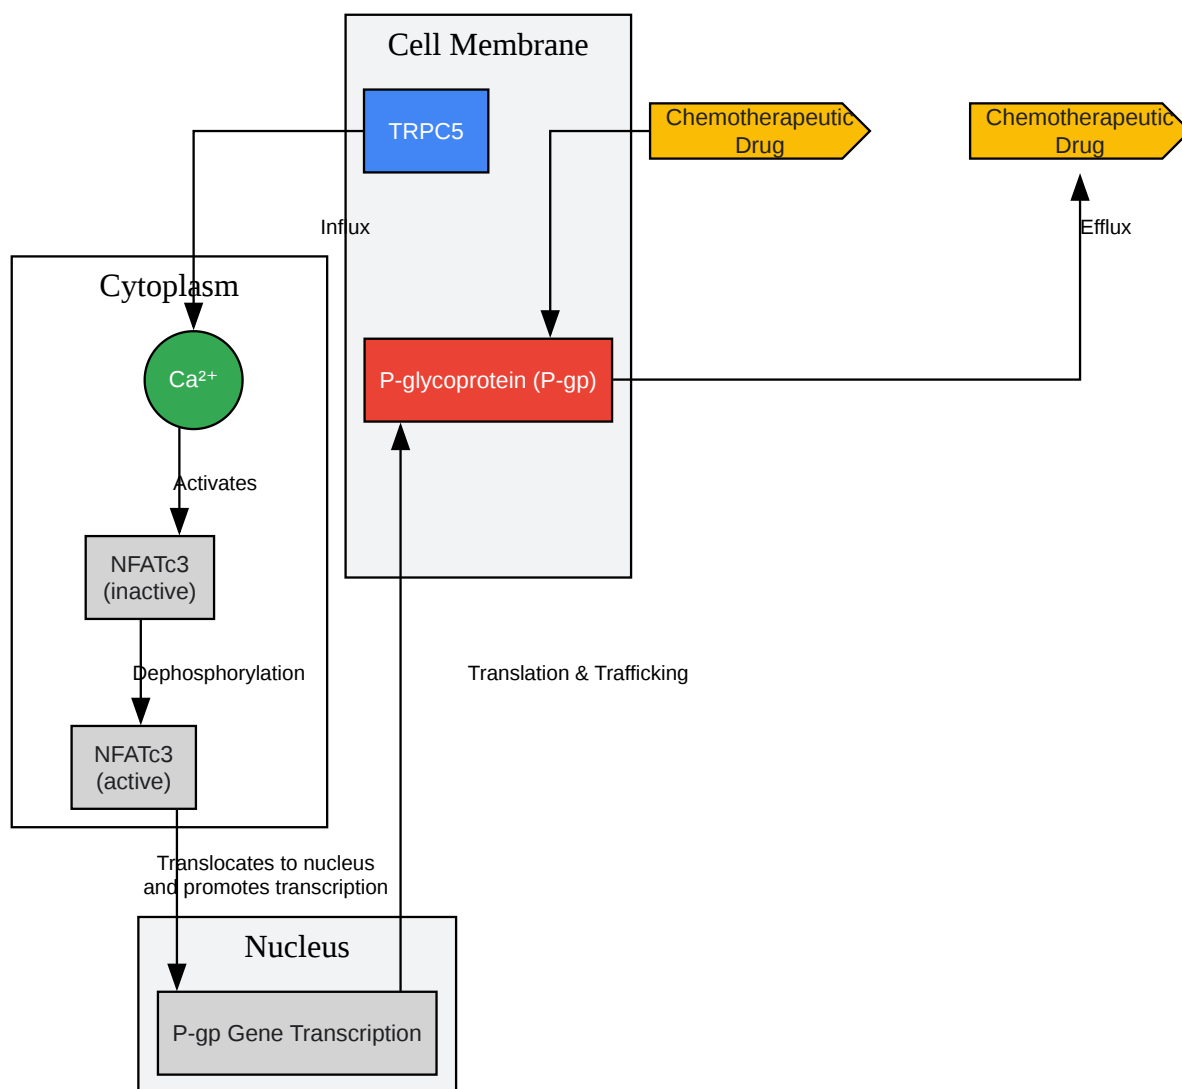 Cell Membrane
TRPC5
Chemotherapeutic
Drug
Chemotherapeutic
Drug
Influx
Efflux
Cytoplasm
Ca²⁺
P-glycoprotein (P-gp)
Activates
NFATc3
(inactive)
Dephosphorylation
Translation & Trafficking
NFATc3
(active)
Translocates to nucleus
and promotes transcription
Nucleus
P-gp Gene Transcription